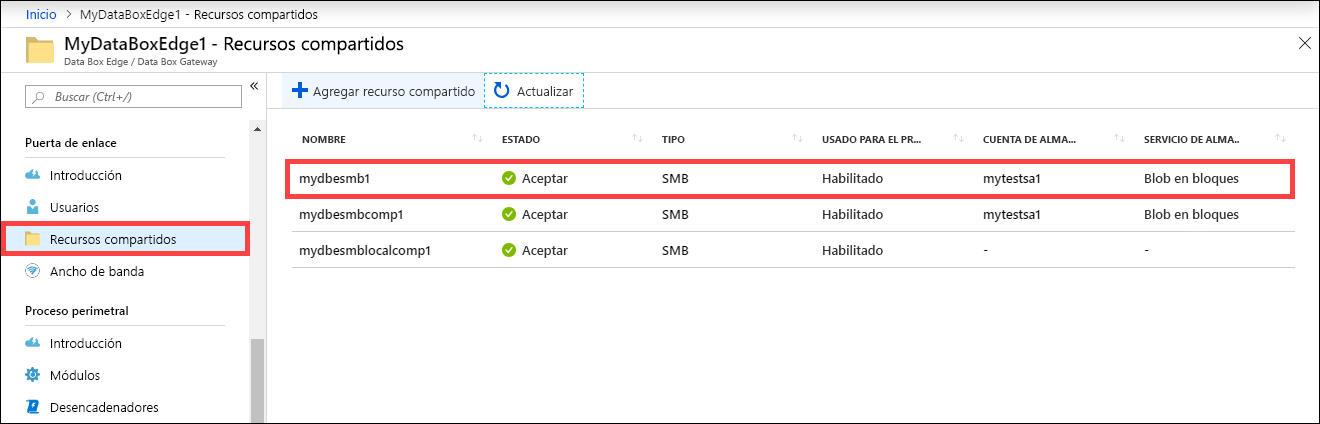 Inicio > MyDataBoxEdge1 - Recursos compartidos
MyDataBoxEdge1 - Recursos compartidos
Data Box Edge / Data Box Gateway
Buscar (Ctrl+/)
Puerta de enlace
Introducción
Usuarios
Recursos compartidos
Ancho de banda
Proceso perimetral
Introducción
Módulos
Desencadenadores
Agregar recurso compartido Actualizar
NOMBRE ESTADO TIPO USADO PARA EL PR... CUENTA DE ALMA... SERVICIO DE ALMA..
mydbesmb1 Aceptar SMB Habilitado mytestsa1 Blob en bloques
mydbesmbcomp1 Aceptar SMB Habilitado mytestsa1 Blob en bloques
mydbesmblocalcomp1 Aceptar SMB Habilitado - -